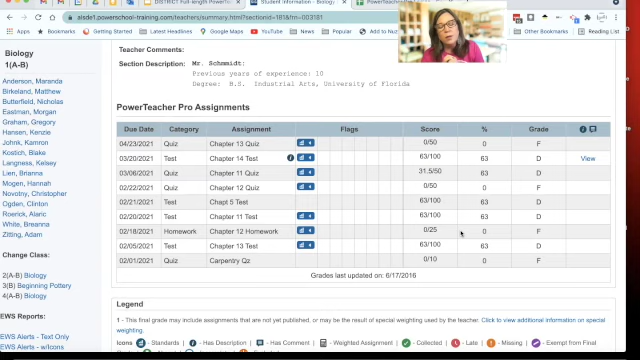 DISTRICT Full-length PowerT
Student Information - Biology
PowerTeacher
alsde1.powerschool-training.com/teachers/summary.html?sectionid=181&frn=003181
Apps
Getting Started
Latest Headlines
From Firefox
Popular
Add to Nuz
Other Bookmarks
Reading List
Biology
1(A-B)
Anderson, Maranda
Birkeland, Matthew
Butterfield, Nicholas
Eastman, Morgan
Graham, Gregory
Hansen, Kenzie
Johnk, Kamron
Kostich, Blake
Langness, Kelsey
Lien, Brianna
Mogen, Hannah
Novotny, Christopher
Ogden, Clinton
Roerick, Alaric
White, Breanna
Zitting, Adam
Change Class:
2(A-B) Biology
3(B) Beginning Pottery
4(A-B) Biology
EWS Reports:
EWS Alerts - Text Only
EWS Alerts - w/Icons
Teacher Comments:
Section Description: Mr. Schmmidt:
Previous years of experience: 10
Degree: B.S. Industrial Arts, University of Florida
PowerTeacher Pro Assignments
Due Date Category Assignment Flags Score % Grade
04/23/2021 Quiz Chapter 13 Quiz 0/50 0 F
03/20/2021 Test Chapter 14 Test 63/100 63 D View
03/06/2021 Quiz Chapter 11 Quiz 31.5/50 63 D
02/22/2021 Quiz Chapter 12 Quiz 0/50 0 F
02/21/2021 Test Chapt 5 Test 63/100 63 D
02/20/2021 Test Chapter 11 Test 63/100 63 D
02/18/2021 Homework Chapter 12 Homework 0/25 0 F
02/05/2021 Test Chapter 13 Test 63/100 63 D
02/01/2021 Quiz Carpentry Qz 0/10 0 F
Grades last updated on: 6/17/2016
Legend
1 - This final grade may include assignments that are not yet published, or may be the result of special weighting used by the teacher. Click to view additional information on special
weighting.
Icons - Standards | - Has Description | - Has Comment | - Weighted Assignment | - Collected | - Late | - Missing | - Exempt from Final